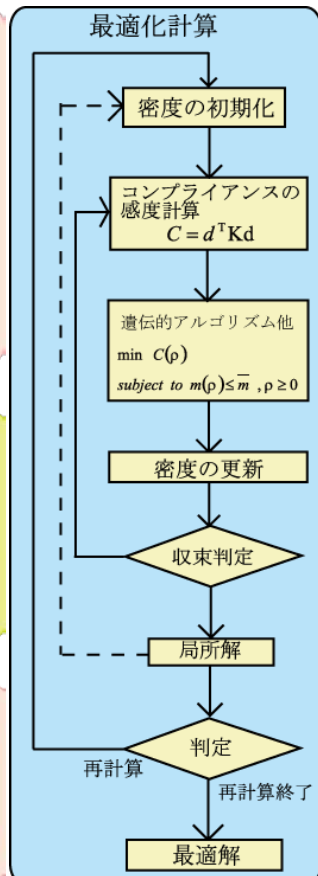 最適化計算
密度の初期化
コンプライアンスの
感度計算
C = dᵀKd
遺伝的アルゴリズム他
min C(ρ)
subject to m(ρ)≤m̅ , ρ ≥ 0
密度の更新
収束判定
局所解
判定
再計算
再計算終了
最適解